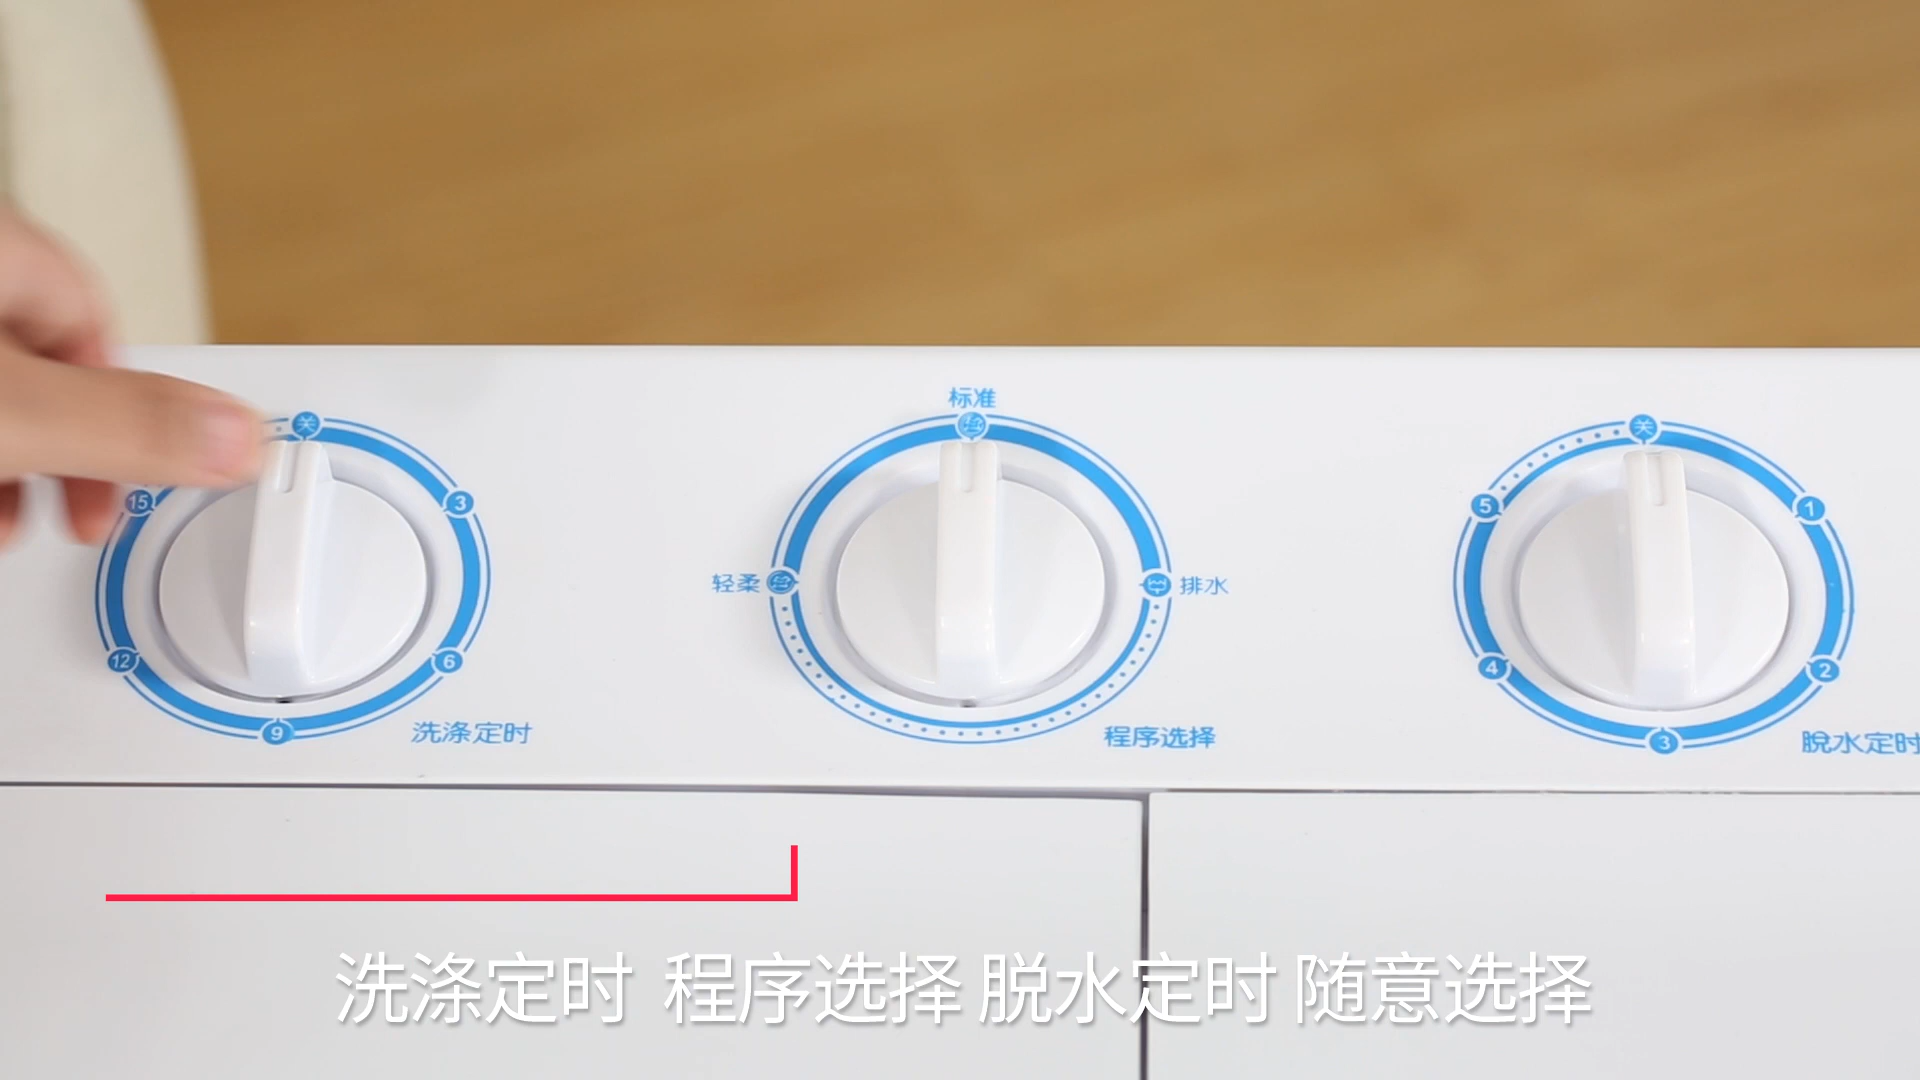 标准
关
关
15
3
5
1
轻柔
排水
12
6
4
2
9
3
洗涤定时
程序选择
脱水定时
洗涤定时 程序选择 脱水定时 随意选择